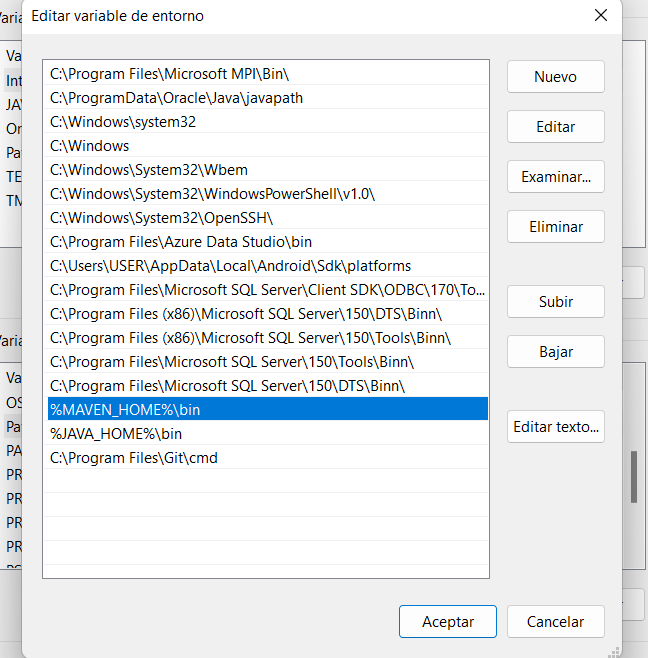 Editar variable de entorno
C:\Program Files\Microsoft MPI\Bin\
C:\ProgramData\Oracle\Java\javapath
C:\Windows\system32
C:\Windows
C:\Windows\System32\Wbem
C:\Windows\System32\WindowsPowerShell\v1.0\
C:\Windows\System32\OpenSSH\
C:\Program Files\Azure Data Studio\bin
C:\Users\USER\AppData\Local\Android\Sdk\platforms
C:\Program Files\Microsoft SQL Server\Client SDK\ODBC\170\To...
C:\Program Files (x86)\Microsoft SQL Server\150\DTS\Binn\
C:\Program Files (x86)\Microsoft SQL Server\150\Tools\Binn\
C:\Program Files\Microsoft SQL Server\150\Tools\Binn\
C:\Program Files\Microsoft SQL Server\150\DTS\Binn\
%MAVEN_HOME%\bin
%JAVA_HOME%\bin
C:\Program Files\Git\cmd
Nuevo
Editar
Examinar...
Eliminar
Subir
Bajar
Editar texto...
Aceptar
Cancelar
Va
Int
JA
Or
Pa
TE
TM
Va
OS
Pa
PA
PR
PR
PR
PR